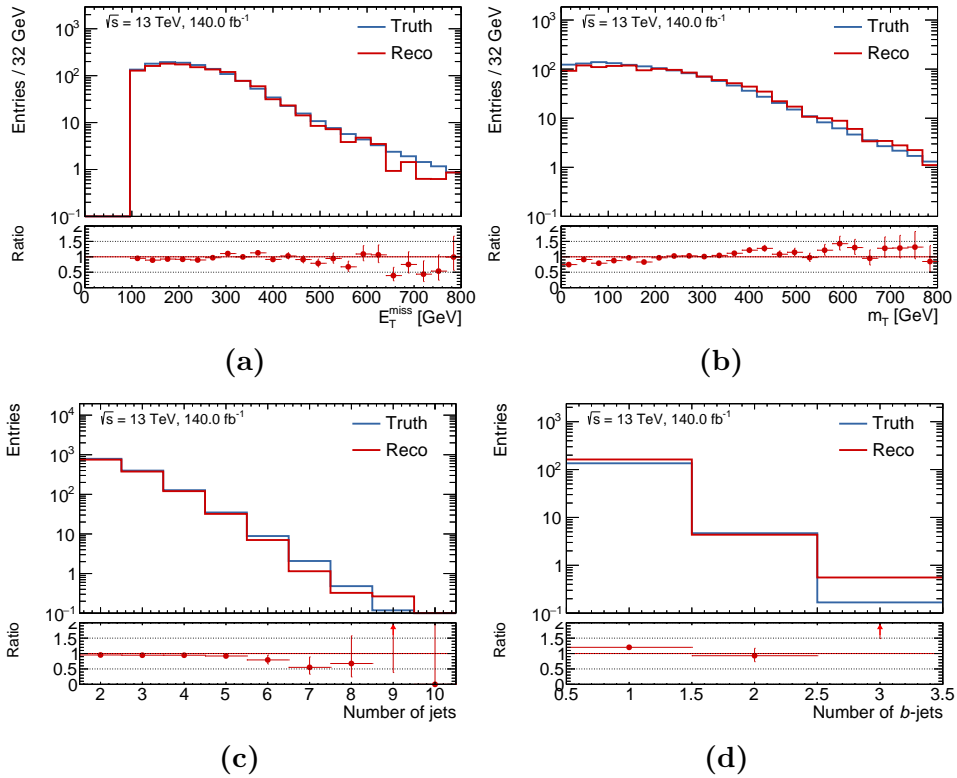 √s = 13 TeV, 140.0 fb⁻¹
Truth
Reco
Entries / 32 GeV
10³
10²
10
1
10⁻¹
Ratio
2
1.5
1
0.5
0
0 100 200 300 400 500 600 700 800
E_T^miss [GeV]
(a)
√s = 13 TeV, 140.0 fb⁻¹
Truth
Reco
Entries / 32 GeV
10³
10²
10
1
10⁻¹
Ratio
2
1.5
1
0.5
0
0 100 200 300 400 500 600 700 800
m_T [GeV]
(b)
√s = 13 TeV, 140.0 fb⁻¹
Truth
Reco
Entries
10⁴
10³
10²
10
1
10⁻¹
Ratio
2
1.5
1
0.5
0
2 3 4 5 6 7 8 9 10
Number of jets
(c)
√s = 13 TeV, 140.0 fb⁻¹
Truth
Reco
Entries
10³
10²
10
1
10⁻¹
Ratio
2
1.5
1
0.5
0
0.5 1 1.5 2 2.5 3 3.5
Number of b-jets
(d)